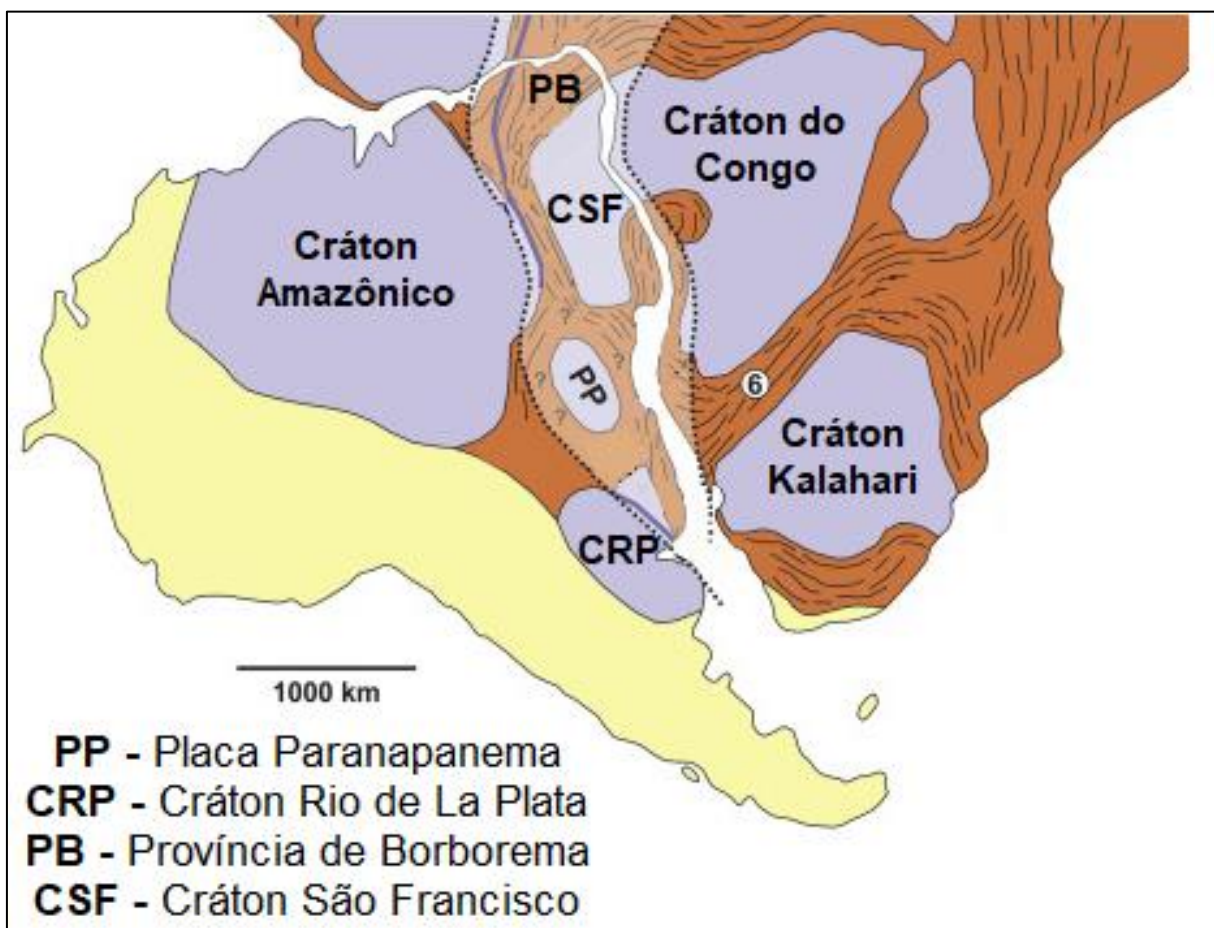 PB
Cráton do
Congo
CSF
Cráton
Amazônico
?
?
?
?
PP
6
Cráton
Kalahari
CRP
1000 km
PP - Placa Paranapanema
CRP - Cráton Rio de La Plata
PB - Província de Borborema
CSF - Cráton São Francisco